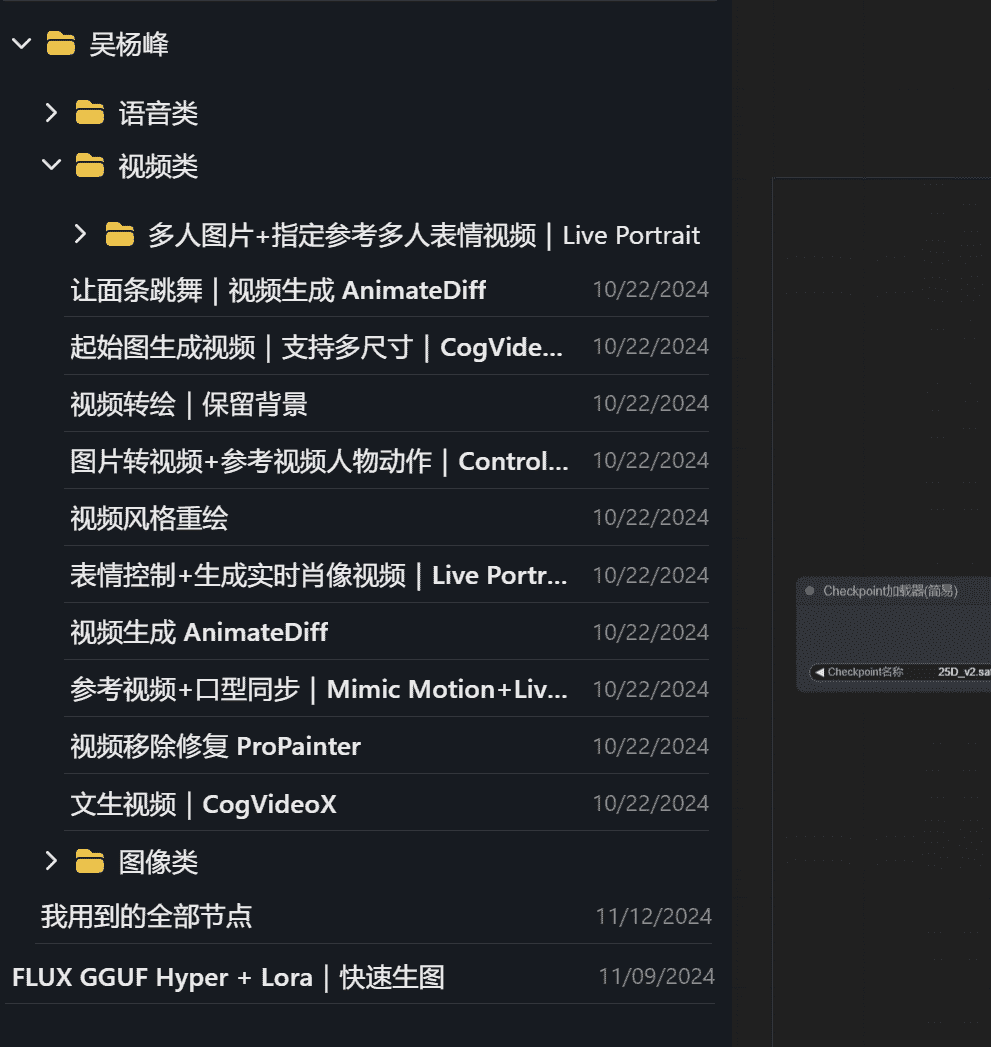 吴杨峰
语音类
视频类
多人图片+指定参考多人表情视频 | Live Portrait
让面条跳舞 | 视频生成 AnimateDiff 10/22/2024
起始图生成视频 | 支持多尺寸 | CogVide... 10/22/2024
视频转绘 | 保留背景 10/22/2024
图片转视频+参考视频人物动作 | Control... 10/22/2024
视频风格重绘 10/22/2024
表情控制+生成实时肖像视频 | Live Portr... 10/22/2024
视频生成 AnimateDiff 10/22/2024
参考视频+口型同步 | Mimic Motion+Liv... 10/22/2024
视频移除修复 ProPainter 10/22/2024
文生视频 | CogVideoX 10/22/2024
图像类
我用到的全部节点 11/12/2024
FLUX GGUF Hyper + Lora | 快速生图 11/09/2024
Checkpoint加载器(简易)
Checkpoint名称 25D_v2.sa